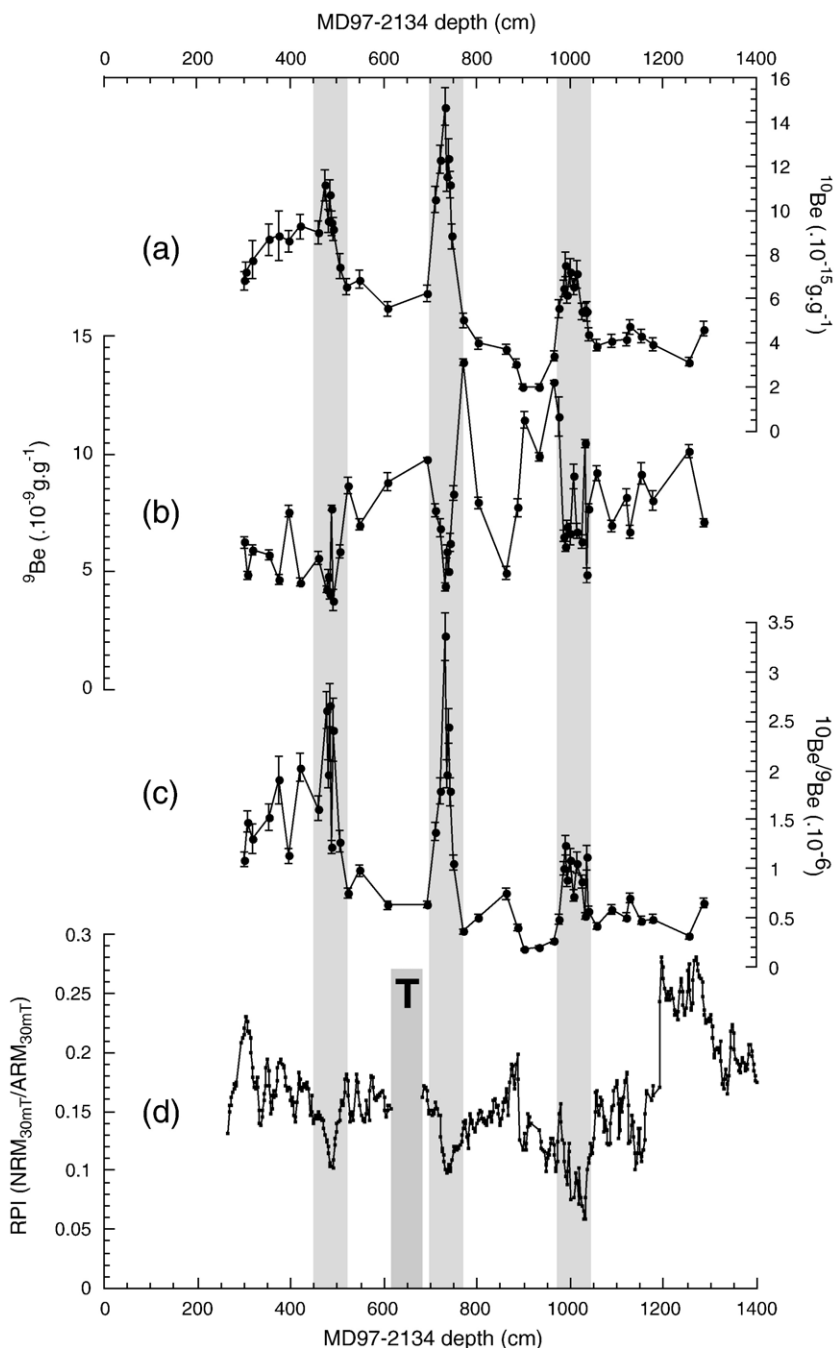 MD97-2134 depth (cm)
0 200 400 600 800 1000 1200 1400
16
14
12
10
8
6
4
2
0
¹⁰Be (.10⁻¹⁵g.g⁻¹)
(a)
15
10
5
0
⁹Be (.10⁻⁹g.g⁻¹)
(b)
3.5
3
2.5
2
1.5
1
0.5
0
¹⁰Be/⁹Be (.10⁻⁶)
(c)
0.3
0.25
0.2
0.15
0.1
0.05
0
RPI (NRM₃₀ₘT/ARM₃₀ₘT)
T
(d)
0 200 400 600 800 1000 1200 1400
MD97-2134 depth (cm)